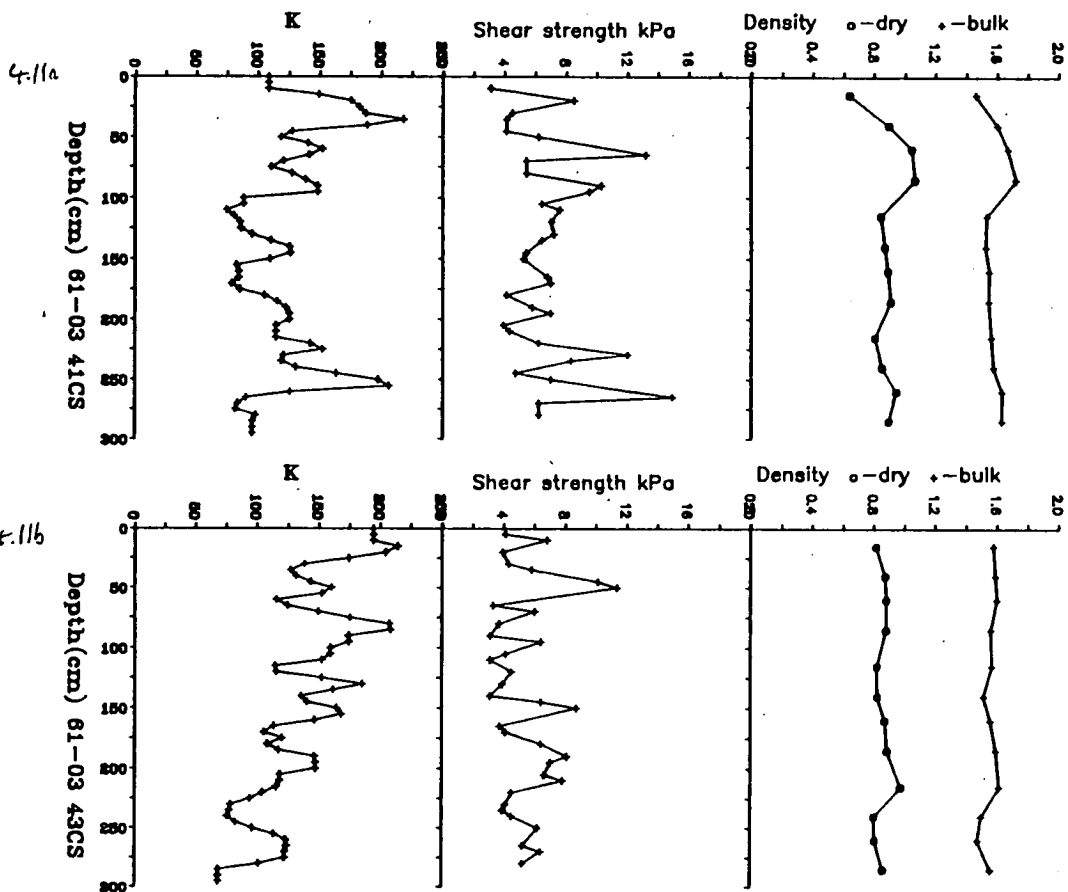 K
Shear strength kPa
Density o-dry +-bulk
0 50 100 150 200 250
4 8 12 16 20
0 0.4 0.8 1.2 1.6 2.0
4.11a
0
50
100
150
200
250
300
Depth(cm) 61-03 41CS
K
Shear strength kPa
Density o-dry +-bulk
0 50 100 150 200
4 8 12 16
0.4 0.8 1.2 1.6 2.0
.11b
0
50
100
150
200
250
300
Depth(cm) 61-03 43CS